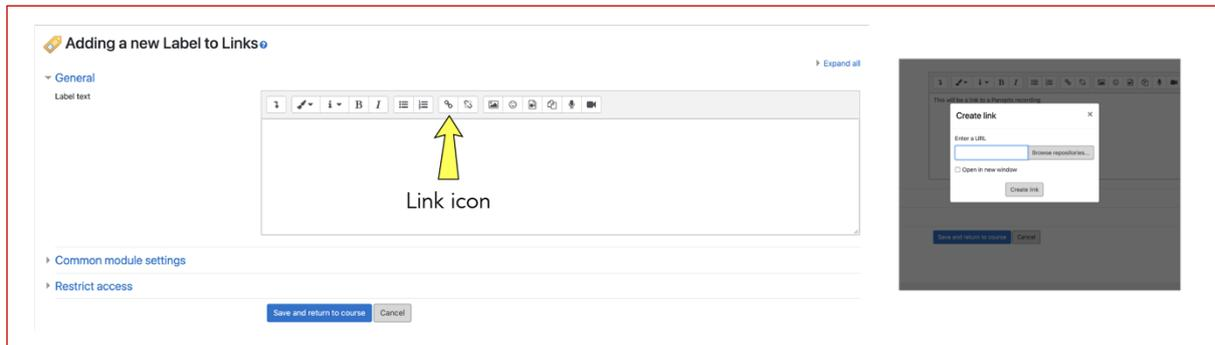 Adding a new Label to Links
Expand all
General
Label text
B I
Link icon
Common module settings
Restrict access
Save and return to course Cancel
B I
This will be a link to a Panopto recording
Create link ×
Enter a URL
Browse repositories...
Open in new window
Create link
Save and return to course Cancel